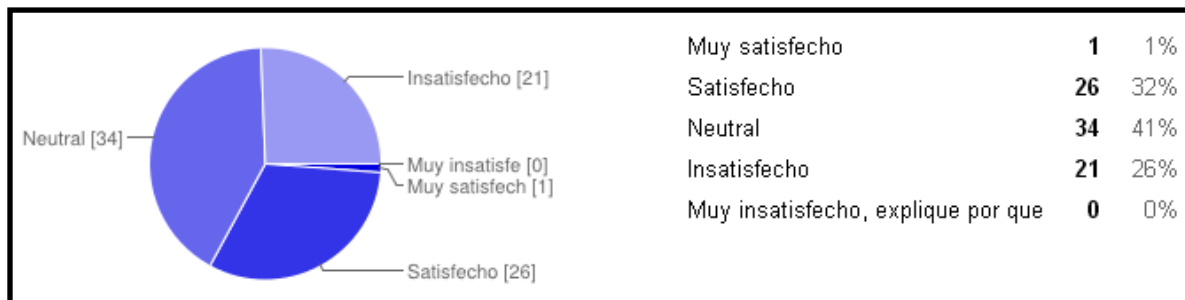 Insatisfecho [21]
Neutral [34]
Muy insatisfe [0]
Muy satisfech [1]
Satisfecho [26]
Muy satisfecho 1 1%
Satisfecho 26 32%
Neutral 34 41%
Insatisfecho 21 26%
Muy insatisfecho, explique por que 0 0%